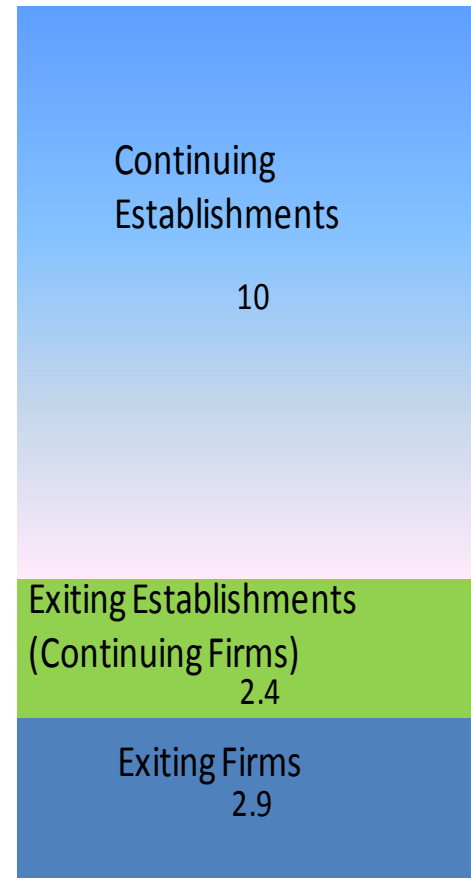 Continuing
Establishments
10
Exiting Establishments
(Continuing Firms)
2.4
Exiting Firms
2.9